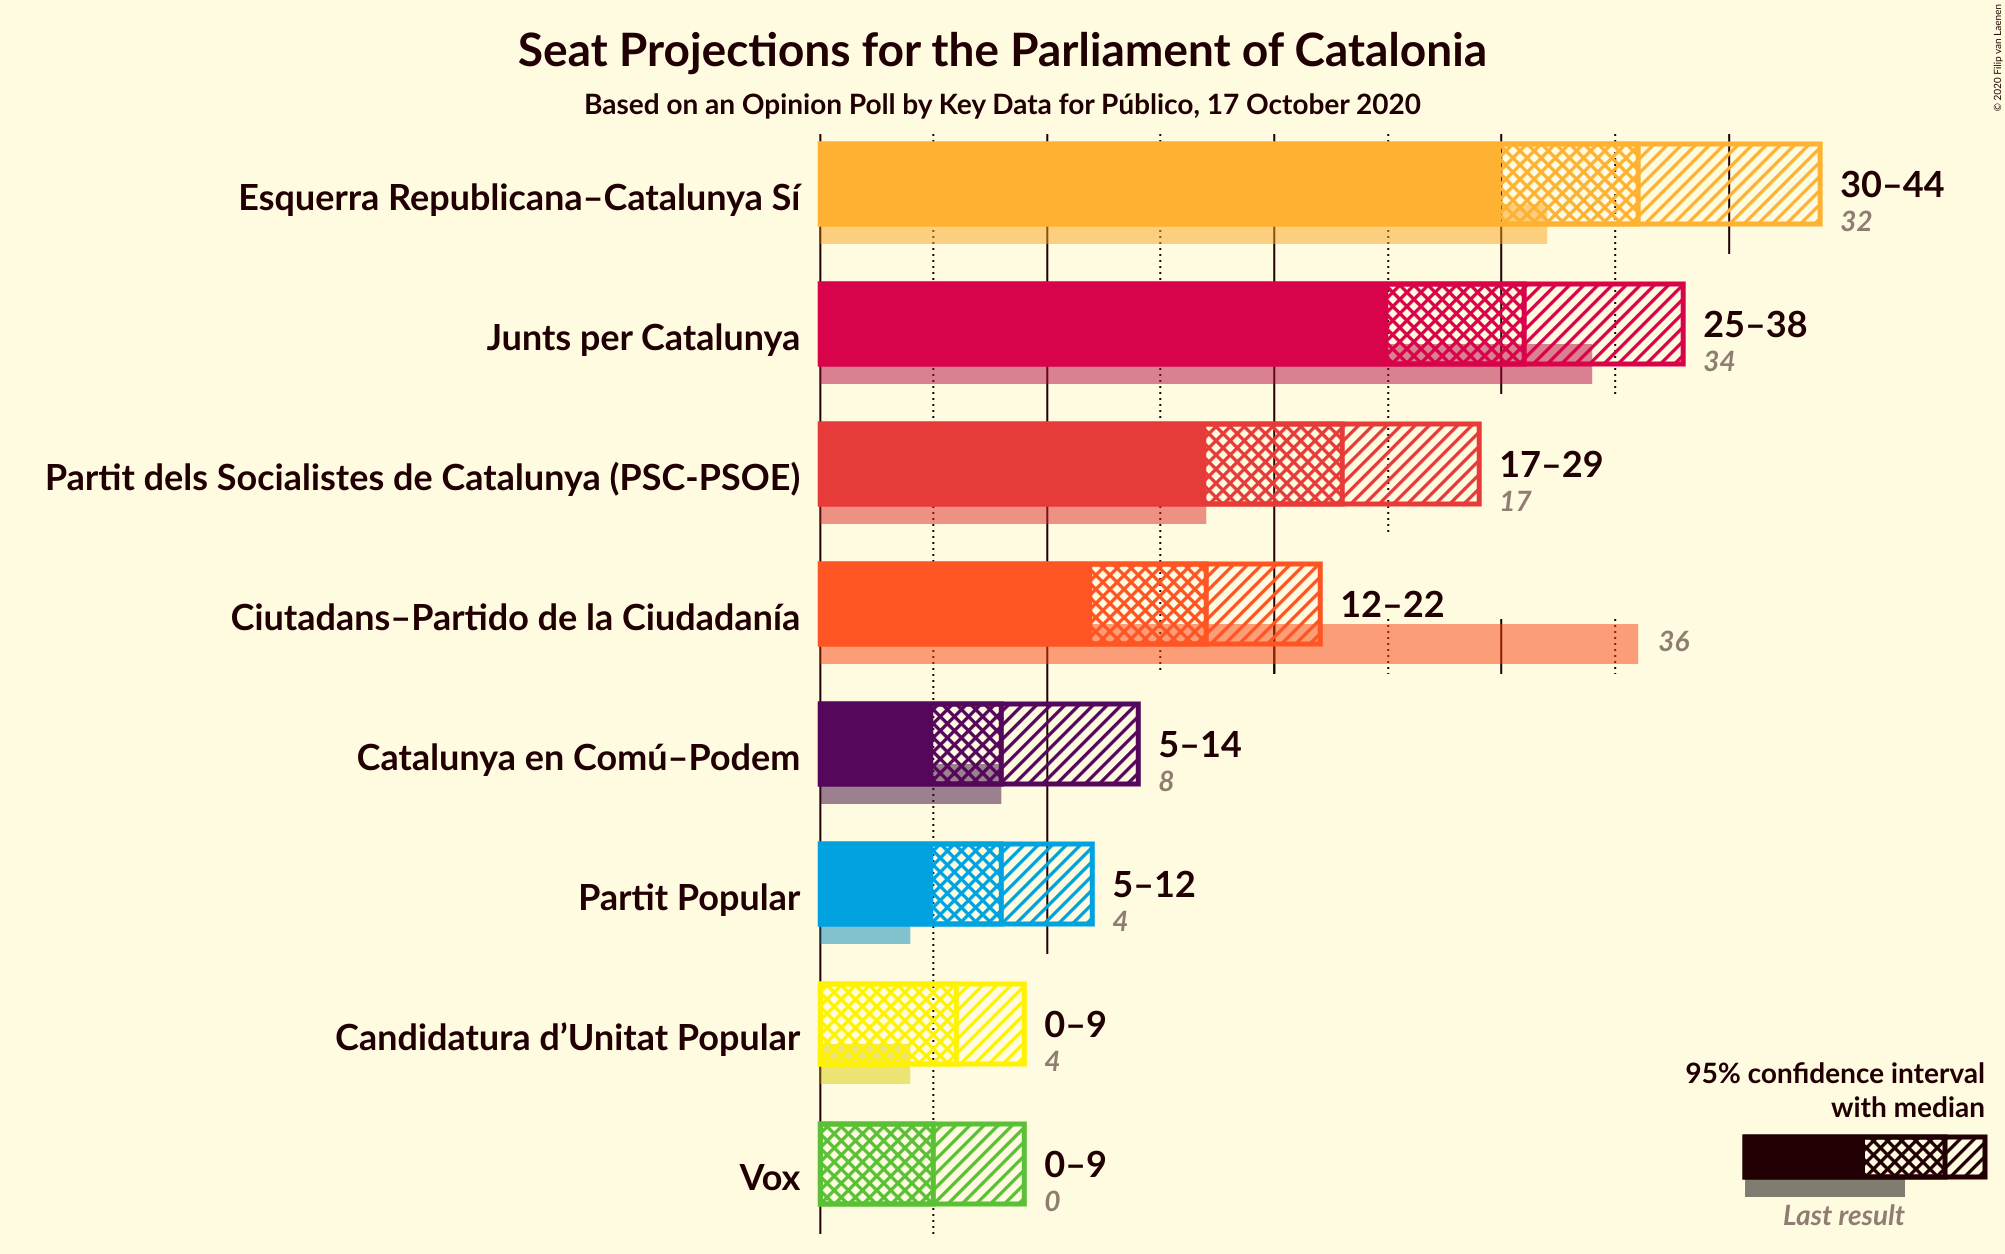 Seat Projections for the Parliament of Catalonia
Based on an Opinion Poll by Key Data for Público, 17 October 2020
© 2020 Filip van Laenen
Esquerra Republicana–Catalunya Sí
30–44
32
Junts per Catalunya
25–38
34
Partit dels Socialistes de Catalunya (PSC-PSOE)
17–29
17
Ciutadans–Partido de la Ciudadanía
12–22
36
Catalunya en Comú–Podem
5–14
8
Partit Popular
5–12
4
Candidatura d’Unitat Popular
0–9
4
Vox
0–9
0
95% confidence interval
with median
Last result